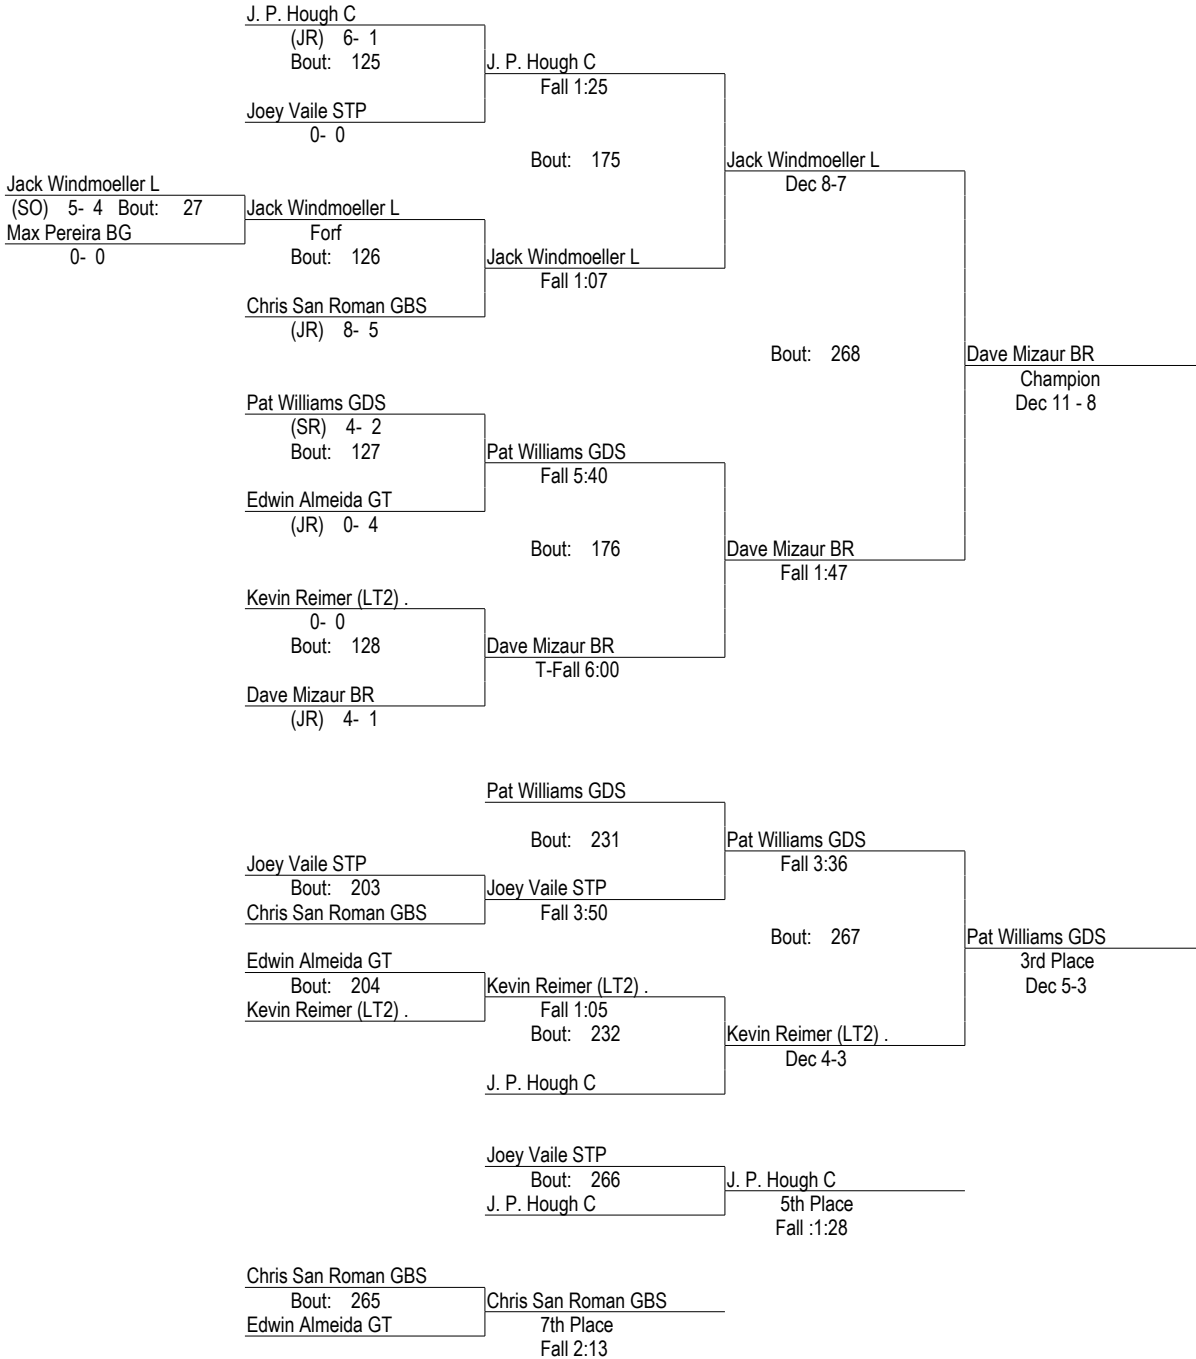 J. P. Hough C
(JR) 6- 1
Bout: 125
J. P. Hough C
Fall 1:25
Joey Vaile STP
0- 0
Bout: 175
Jack Windmoeller L
Dec 8-7
Jack Windmoeller L
(SO) 5- 4 Bout: 27
Max Pereira BG
0- 0
Jack Windmoeller L
Forf
Bout: 126
Jack Windmoeller L
Fall 1:07
Chris San Roman GBS
(JR) 8- 5
Bout: 268
Dave Mizaur BR
Champion
Dec 11 - 8
Pat Williams GDS
(SR) 4- 2
Bout: 127
Pat Williams GDS
Fall 5:40
Edwin Almeida GT
(JR) 0- 4
Bout: 176
Dave Mizaur BR
Fall 1:47
Kevin Reimer (LT2) .
0- 0
Bout: 128
Dave Mizaur BR
T-Fall 6:00
Dave Mizaur BR
(JR) 4- 1
Pat Williams GDS
Bout: 231
Pat Williams GDS
Fall 3:36
Joey Vaile STP
Bout: 203
Chris San Roman GBS
Joey Vaile STP
Fall 3:50
Bout: 267
Pat Williams GDS
3rd Place
Dec 5-3
Edwin Almeida GT
Bout: 204
Kevin Reimer (LT2) .
Kevin Reimer (LT2) .
Fall 1:05
Bout: 232
Kevin Reimer (LT2) .
Dec 4-3
J. P. Hough C
Joey Vaile STP
Bout: 266
J. P. Hough C
J. P. Hough C
5th Place
Fall :1:28
Chris San Roman GBS
Bout: 265
Edwin Almeida GT
Chris San Roman GBS
7th Place
Fall 2:13